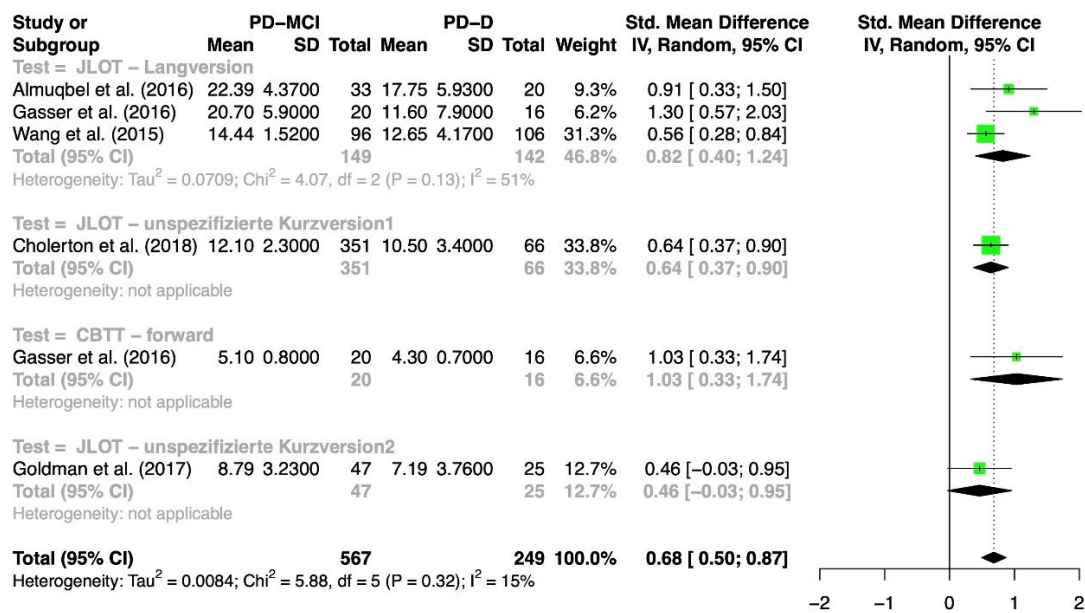 Study or PD−MCI PD−D Std. Mean Difference Std. Mean Difference
Subgroup Mean SD Total Mean SD Total Weight IV, Random, 95% CI IV, Random, 95% CI
Test = JLOT − Langversion
Almuqbel et al. (2016) 22.39 4.3700 33 17.75 5.9300 20 9.3% 0.91 [ 0.33; 1.50]
Gasser et al. (2016) 20.70 5.9000 20 11.60 7.9000 16 6.2% 1.30 [ 0.57; 2.03]
Wang et al. (2015) 14.44 1.5200 96 12.65 4.1700 106 31.3% 0.56 [ 0.28; 0.84]
Total (95% CI) 149 142 46.8% 0.82 [ 0.40; 1.24]
Heterogeneity: Tau² = 0.0709; Chi² = 4.07, df = 2 (P = 0.13); I² = 51%
Test = JLOT − unspezifizierte Kurzversion1
Cholerton et al. (2018) 12.10 2.3000 351 10.50 3.4000 66 33.8% 0.64 [ 0.37; 0.90]
Total (95% CI) 351 66 33.8% 0.64 [ 0.37; 0.90]
Heterogeneity: not applicable
Test = CBTT − forward
Gasser et al. (2016) 5.10 0.8000 20 4.30 0.7000 16 6.6% 1.03 [ 0.33; 1.74]
Total (95% CI) 20 16 6.6% 1.03 [ 0.33; 1.74]
Heterogeneity: not applicable
Test = JLOT − unspezifizierte Kurzversion2
Goldman et al. (2017) 8.79 3.2300 47 7.19 3.7600 25 12.7% 0.46 [−0.03; 0.95]
Total (95% CI) 47 25 12.7% 0.46 [−0.03; 0.95]
Heterogeneity: not applicable
Total (95% CI) 567 249 100.0% 0.68 [ 0.50; 0.87]
Heterogeneity: Tau² = 0.0084; Chi² = 5.88, df = 5 (P = 0.32); I² = 15%
−2 −1 0 1 2